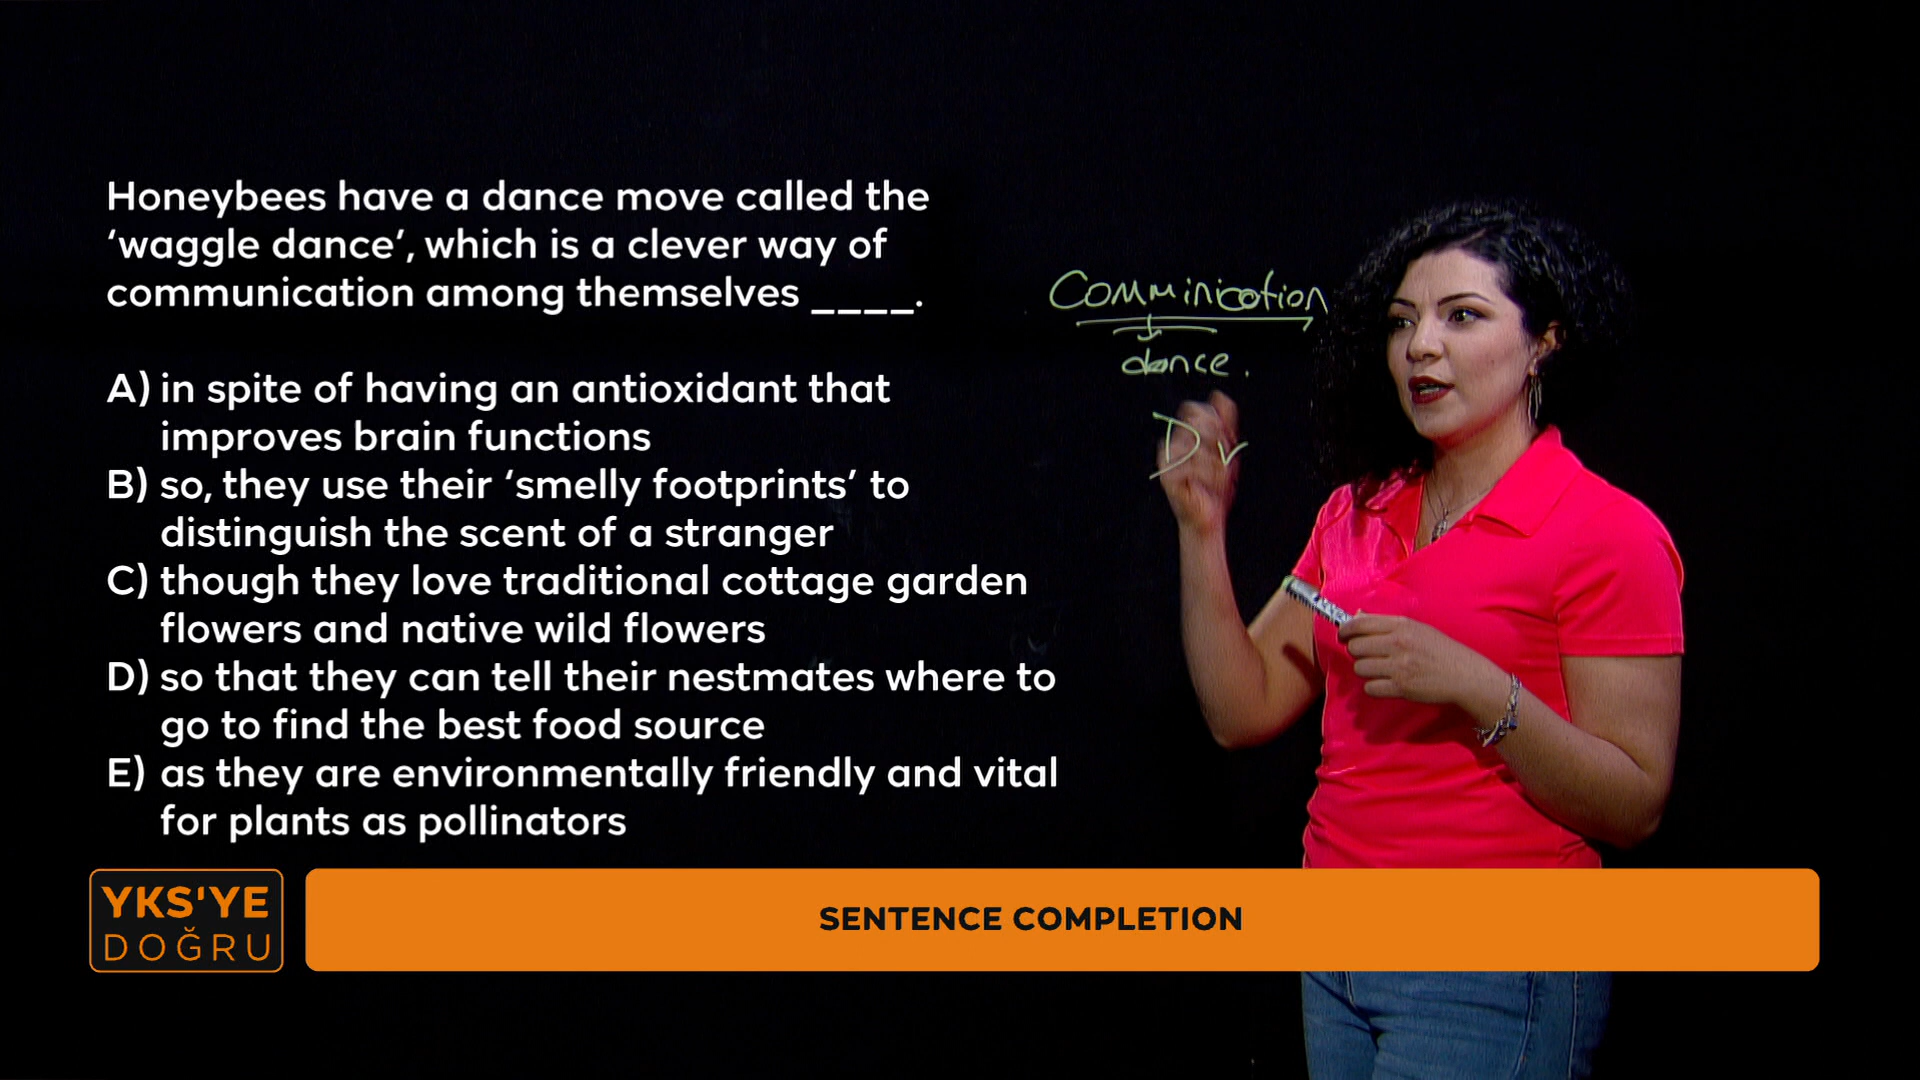 Honeybees have a dance move called the
‘waggle dance’, which is a clever way of
communication among themselves ____.
A) in spite of having an antioxidant that
improves brain functions
B) so, they use their ‘smelly footprints’ to
distinguish the scent of a stranger
C) though they love traditional cottage garden
flowers and native wild flowers
D) so that they can tell their nestmates where to
go to find the best food source
E) as they are environmentally friendly and vital
for plants as pollinators
Comminication
dance.
D v
YKS'YE
DOĞRU
SENTENCE COMPLETION